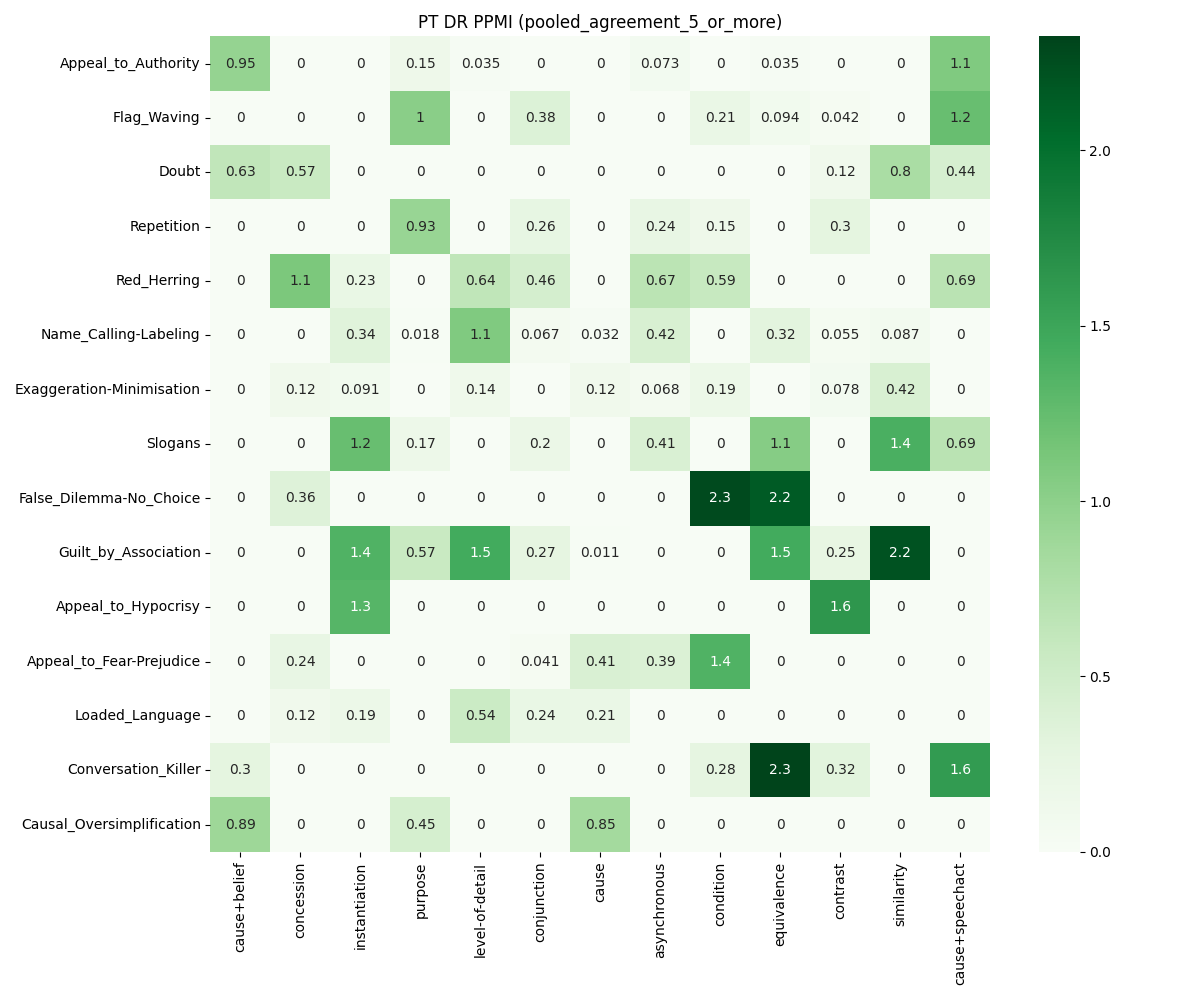 PT DR PPMI (pooled_agreement_5_or_more)
Appeal_to_Authority 0.95 0 0 0.15 0.035 0 0 0.073 0 0.035 0 0 1.1
Flag_Waving 0 0 0 1 0 0.38 0 0 0.21 0.094 0.042 0 1.2
Doubt 0.63 0.57 0 0 0 0 0 0 0 0 0.12 0.8 0.44
Repetition 0 0 0 0.93 0 0.26 0 0.24 0.15 0 0.3 0 0
Red_Herring 0 1.1 0.23 0 0.64 0.46 0 0.67 0.59 0 0 0 0.69
Name_Calling-Labeling 0 0 0.34 0.018 1.1 0.067 0.032 0.42 0 0.32 0.055 0.087 0
Exaggeration-Minimisation 0 0.12 0.091 0 0.14 0 0.12 0.068 0.19 0 0.078 0.42 0
Slogans 0 0 1.2 0.17 0 0.2 0 0.41 0 1.1 0 1.4 0.69
False_Dilemma-No_Choice 0 0.36 0 0 0 0 0 0 2.3 2.2 0 0 0
Guilt_by_Association 0 0 1.4 0.57 1.5 0.27 0.011 0 0 1.5 0.25 2.2 0
Appeal_to_Hypocrisy 0 0 1.3 0 0 0 0 0 0 0 1.6 0 0
Appeal_to_Fear-Prejudice 0 0.24 0 0 0 0.041 0.41 0.39 1.4 0 0 0 0
Loaded_Language 0 0.12 0.19 0 0.54 0.24 0.21 0 0 0 0 0 0
Conversation_Killer 0.3 0 0 0 0 0 0 0 0.28 2.3 0.32 0 1.6
Causal_Oversimplification 0.89 0 0 0.45 0 0 0.85 0 0 0 0 0 0
cause+belief
concession
instantiation
purpose
level-of-detail
conjunction
cause
asynchronous
condition
equivalence
contrast
similarity
cause+speechact
2.0
1.5
1.0
0.5
0.0